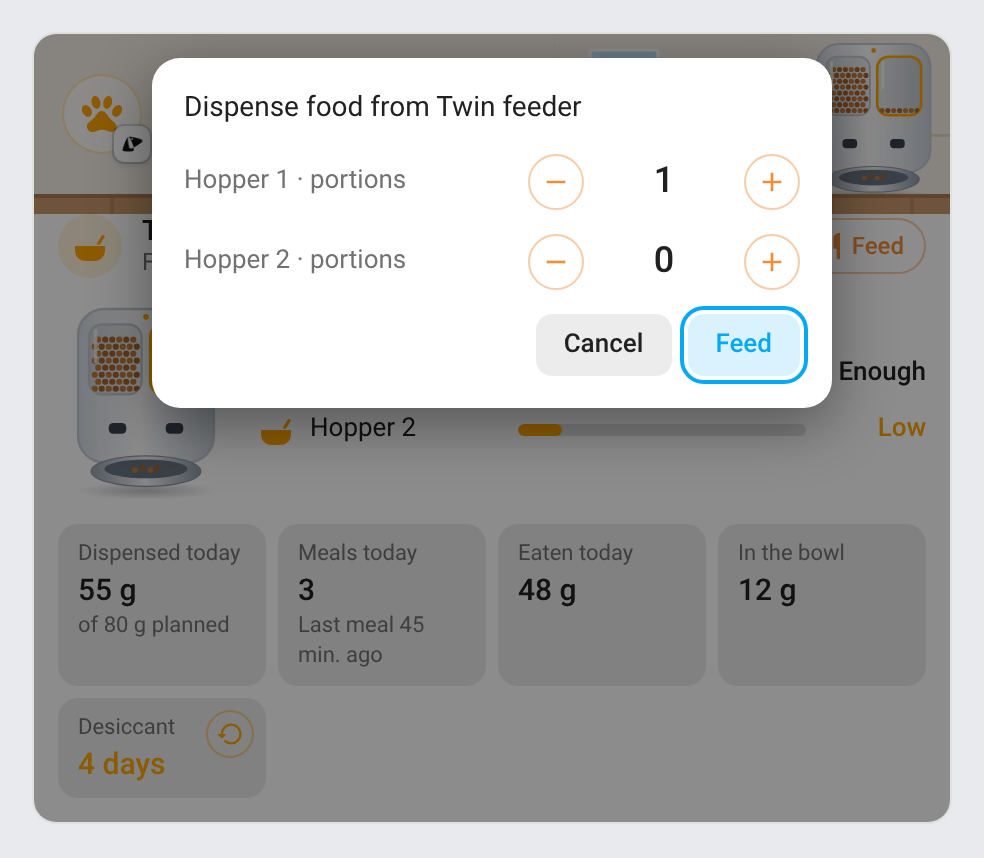 Dispense food from Twin feeder
Hopper 1 · portions
1
Hopper 2 · portions
0
Cancel
Feed
Feed
Enough
Hopper 2
Low
Dispensed today
55 g
of 80 g planned
Meals today
3
Last meal 45
min. ago
Eaten today
48 g
In the bowl
12 g
Desiccant
4 days